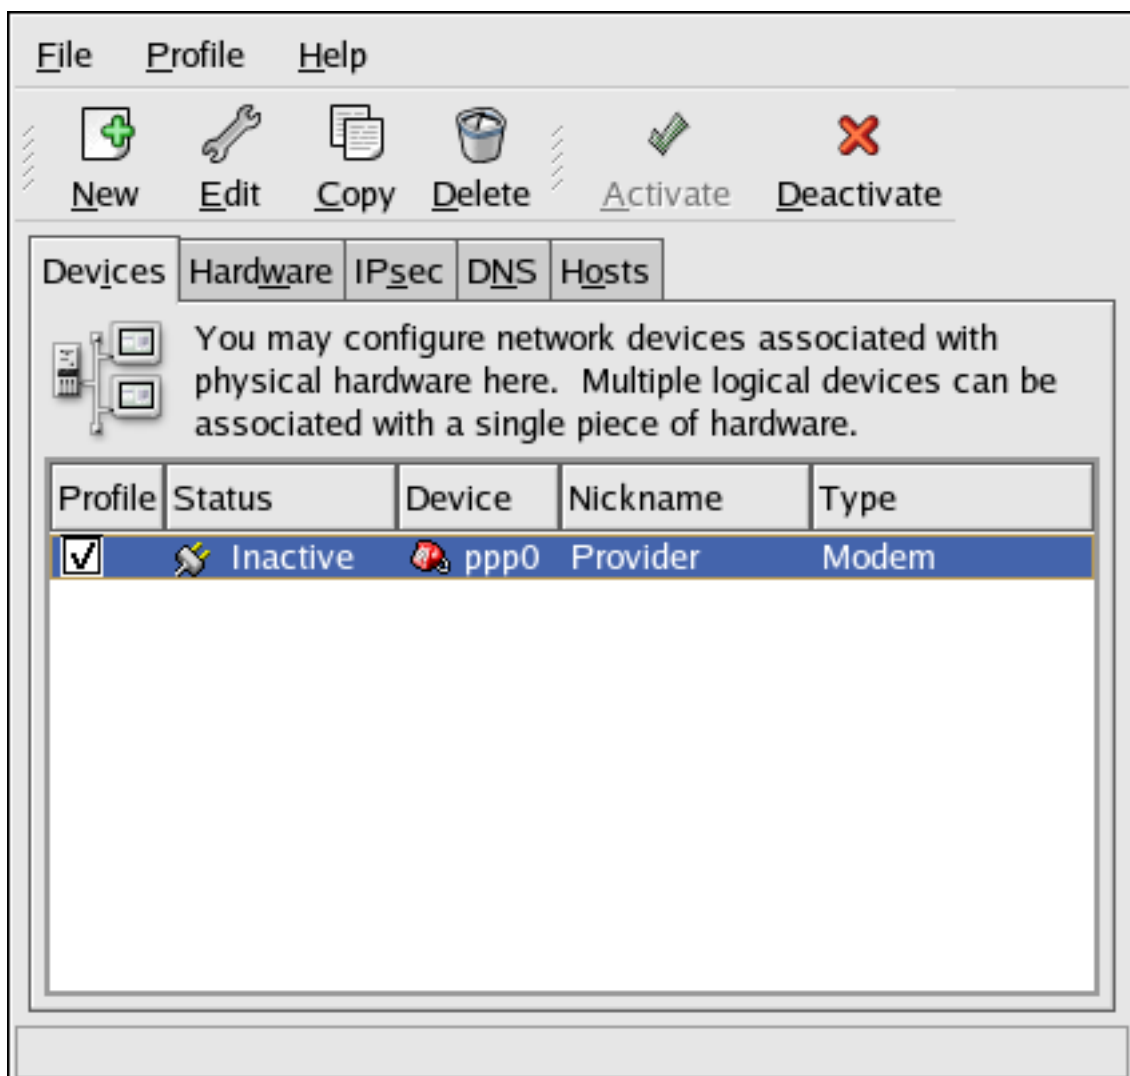 File Profile Help
New Edit Copy Delete Activate Deactivate
Devices Hardware IPsec DNS Hosts
You may configure network devices associated with
physical hardware here. Multiple logical devices can be
associated with a single piece of hardware.
Profile Status Device Nickname Type
Inactive ppp0 Provider Modem